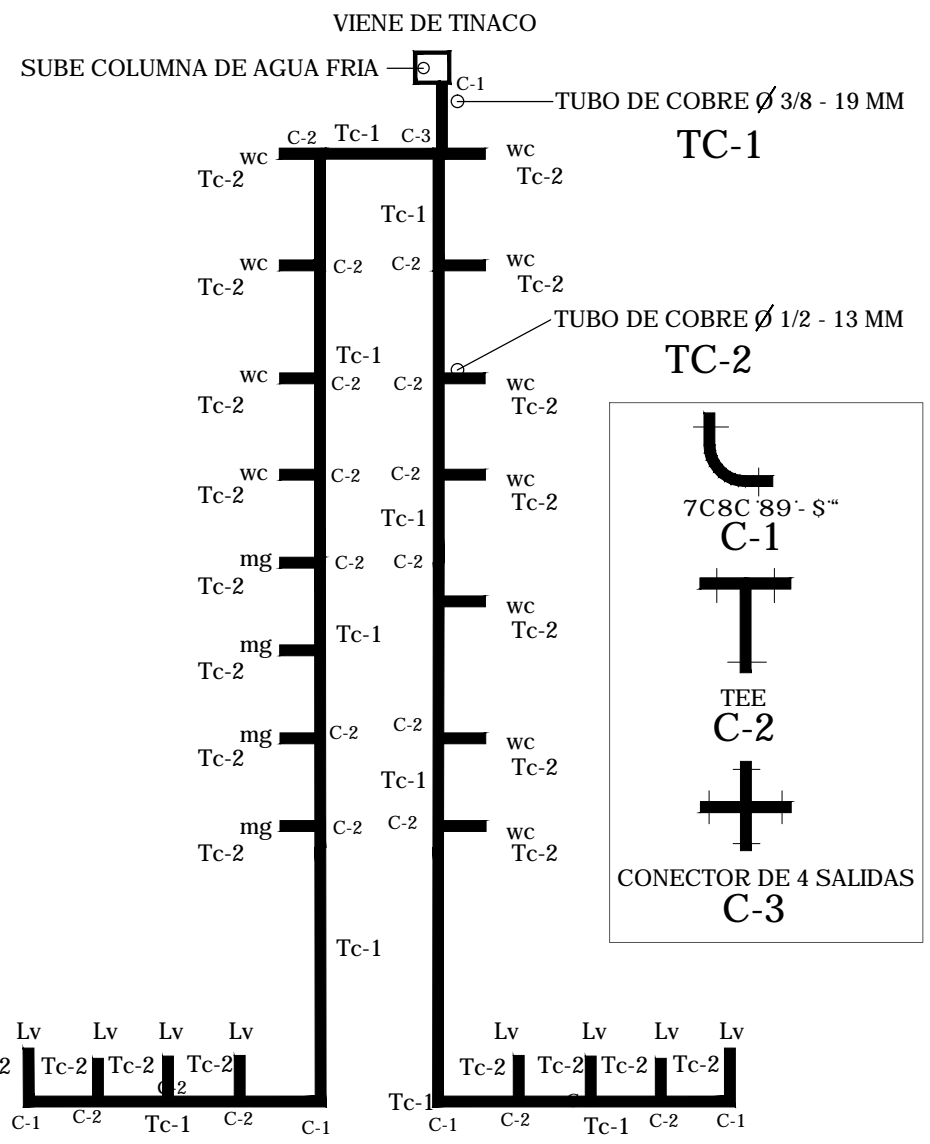 VIENE DE TINACO
SUBE COLUMNA DE AGUA FRIA
C-1
TUBO DE COBRE Ø 3/8 - 19 MM
TC-1
C-2
Tc-1
C-3
wc
Tc-2
wc
Tc-2
Tc-1
wc
Tc-2
C-2
C-2
wc
Tc-2
TUBO DE COBRE Ø 1/2 - 13 MM
TC-2
Tc-1
wc
Tc-2
C-2
C-2
wc
Tc-2
wc
Tc-2
C-2
C-2
wc
Tc-2
Tc-1
mg
Tc-2
C-2
C-2
wc
Tc-2
mg
Tc-2
Tc-1
mg
Tc-2
C-2
C-2
wc
Tc-2
Tc-1
mg
Tc-2
C-2
C-2
wc
Tc-2
Tc-1
7C8C ¨89¨- $¨“
C-1
TEE
C-2
CONECTOR DE 4 SALIDAS
C-3
Lv Lv Lv Lv
2 Tc-2 Tc-2 Tc-2
C-2
C-1 C-2 Tc-1 C-2 C-1
Lv Lv Lv Lv
Tc-2 Tc-2 Tc-2 Tc-2
Tc-1
C-1 C-2 Tc-1 C-2 C-1